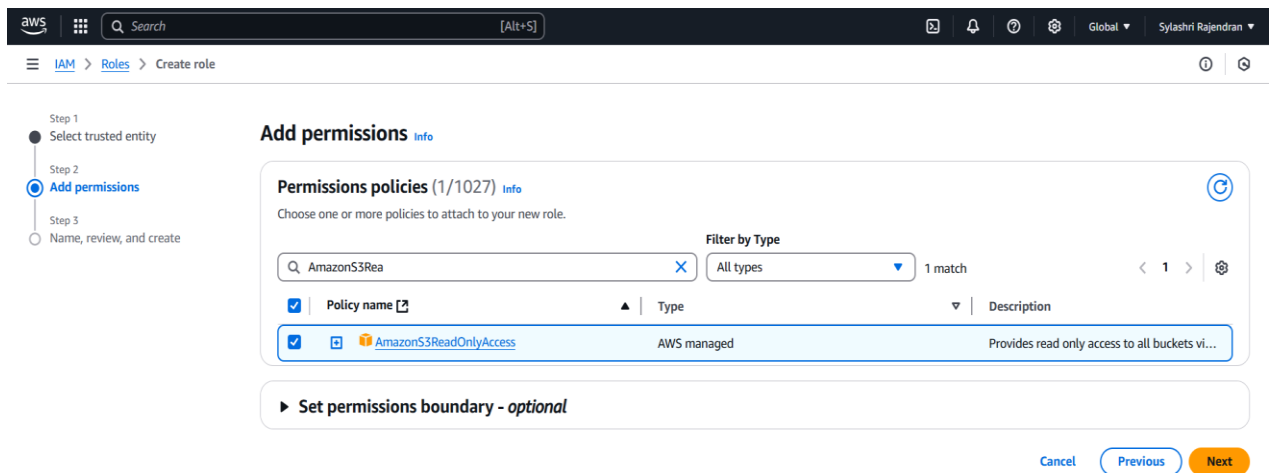 aws
Search [Alt+S]
Global ▼ Sylashri Rajendran ▼
IAM > Roles > Create role
Step 1
Select trusted entity
Step 2
Add permissions
Step 3
Name, review, and create
Add permissions Info
Permissions policies (1/1027) Info
Choose one or more policies to attach to your new role.
Filter by Type
AmazonS3Rea
All types
1 match
< 1 >
Policy name
Type
Description
AmazonS3ReadOnlyAccess
AWS managed
Provides read only access to all buckets vi...
Set permissions boundary - optional
Cancel
Previous
Next